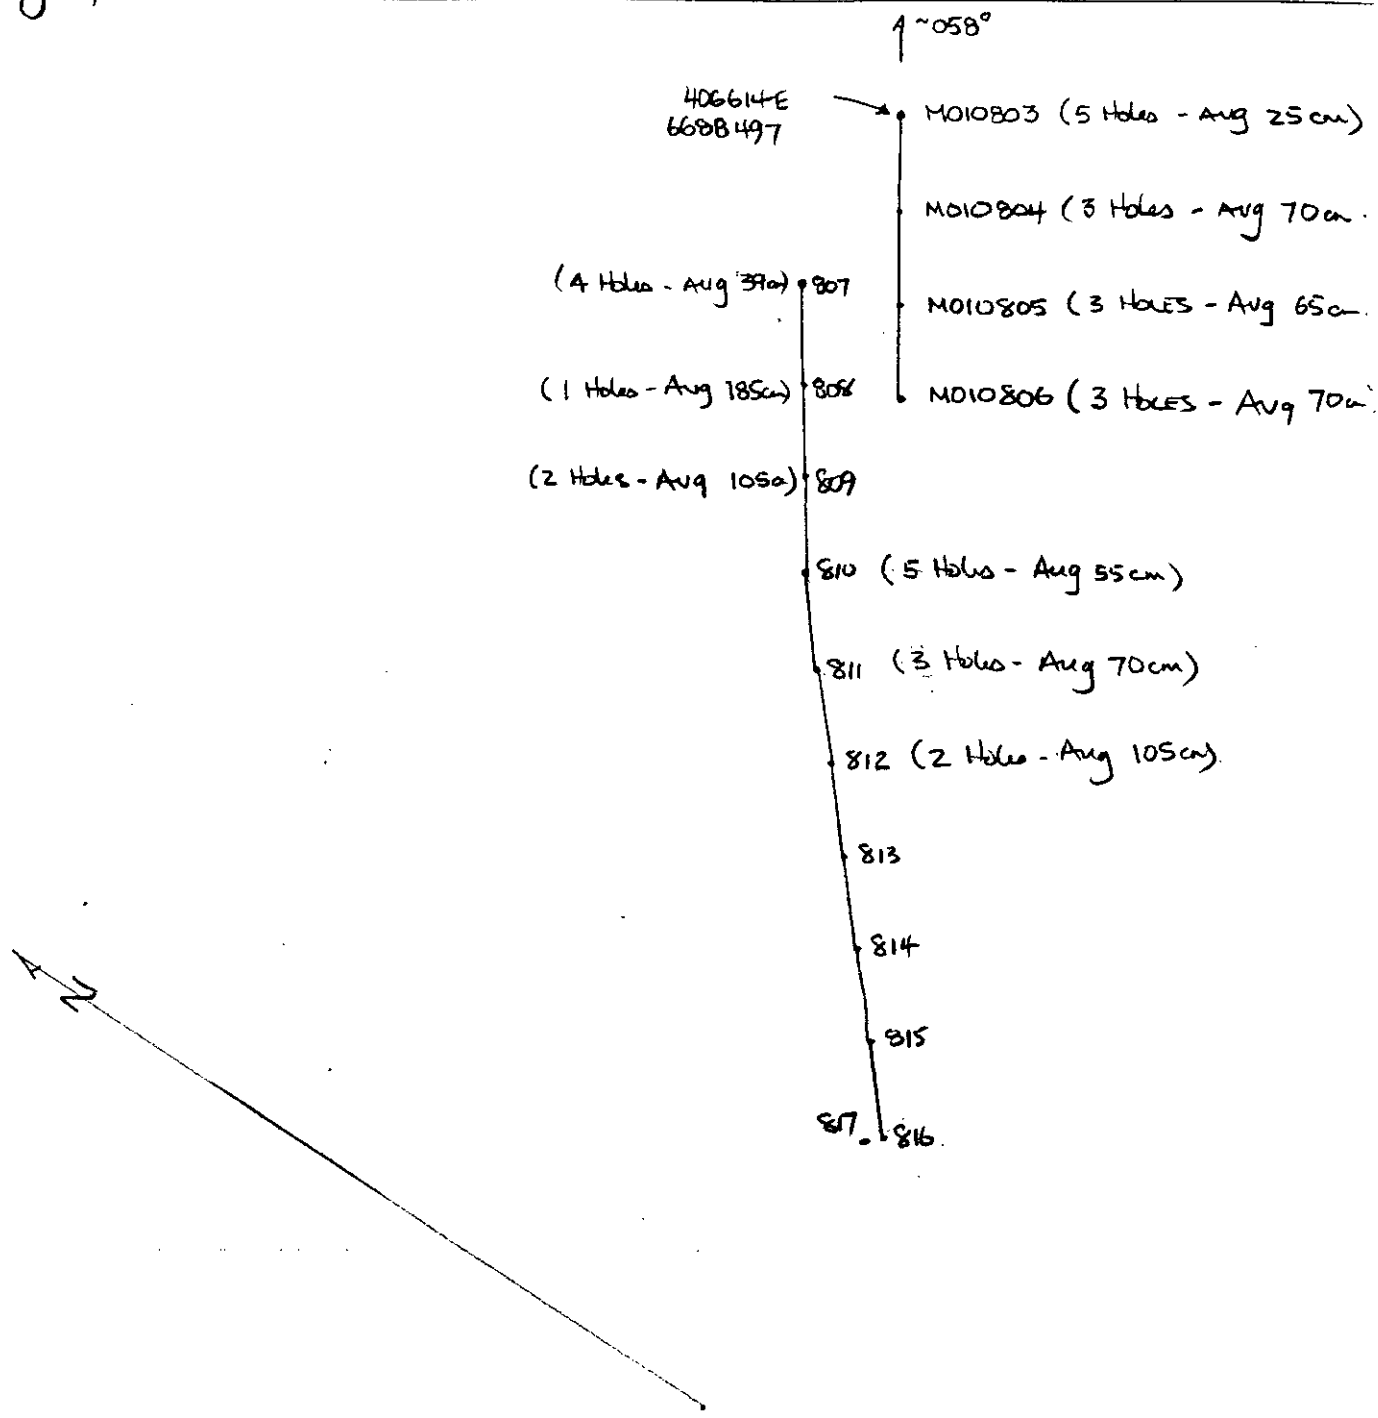 ~058°
406614E
6688497
M010803 (5 Holes - Avg 25cm)
M010804 (3 Holes - Avg 70cm.
(4 Holes - Avg 39cm) 807
M010805 (3 HOLES - Avg 65cm.
(1 Holes - Avg 185cm) 808
M010806 (3 HOLES - Avg 70cm)
(2 Holes - Avg 105cm) 809
810 (5 Holes - Avg 55cm)
811 (3 Holes - Avg 70cm)
812 (2 Holes - Avg 105cm)
813
814
N
815
817 816